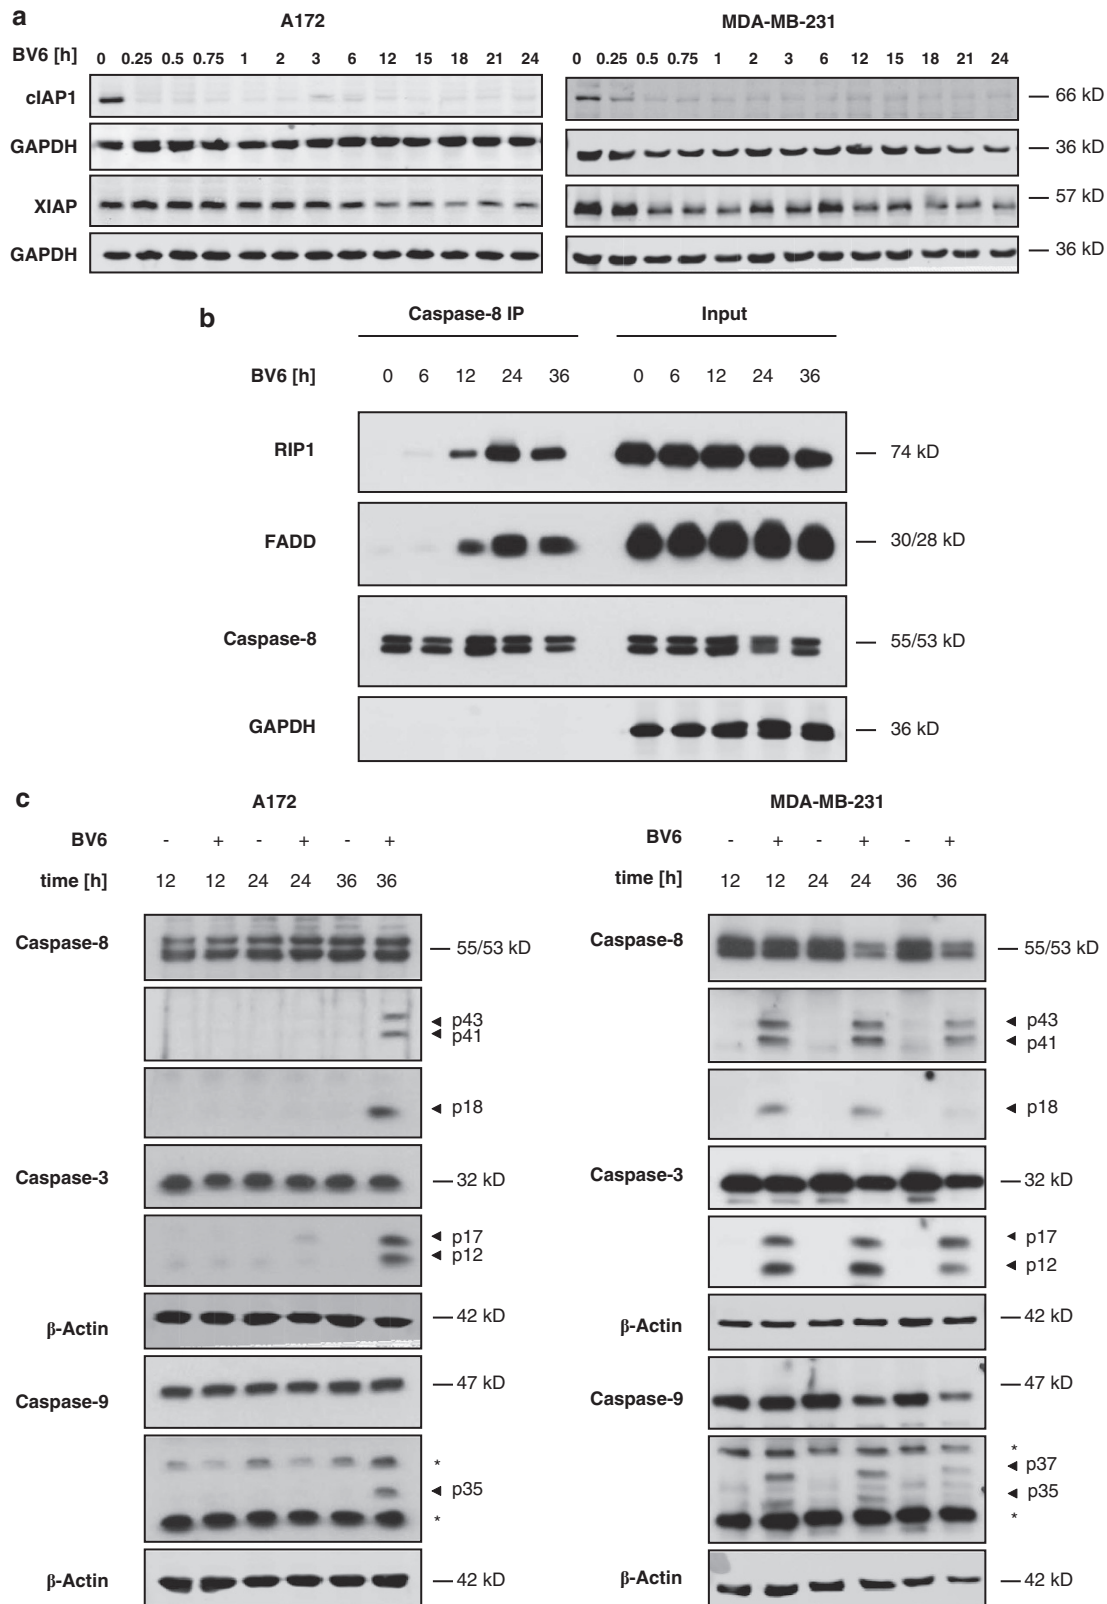 a
A172
MDA-MB-231
BV6 [h]
0 0.25 0.5 0.75 1 2 3 6 12 15 18 21 24
0 0.25 0.5 0.75 1 2 3 6 12 15 18 21 24
cIAP1
66 kD
GAPDH
36 kD
XIAP
57 kD
GAPDH
36 kD
b
Caspase-8 IP
Input
BV6 [h]
0 6 12 24 36
0 6 12 24 36
RIP1
74 kD
FADD
30/28 kD
Caspase-8
55/53 kD
GAPDH
36 kD
c
A172
BV6
- + - + - +
time [h]
12 12 24 24 36 36
Caspase-8
55/53 kD
p43
p41
p18
Caspase-3
32 kD
p17
p12
β-Actin
42 kD
Caspase-9
47 kD
*
p35
*
β-Actin
42 kD
MDA-MB-231
BV6
- + - + - +
time [h]
12 12 24 24 36 36
Caspase-8
55/53 kD
p43
p41
p18
Caspase-3
32 kD
p17
p12
β-Actin
42 kD
Caspase-9
47 kD
*
p37
p35
*
β-Actin
42 kD